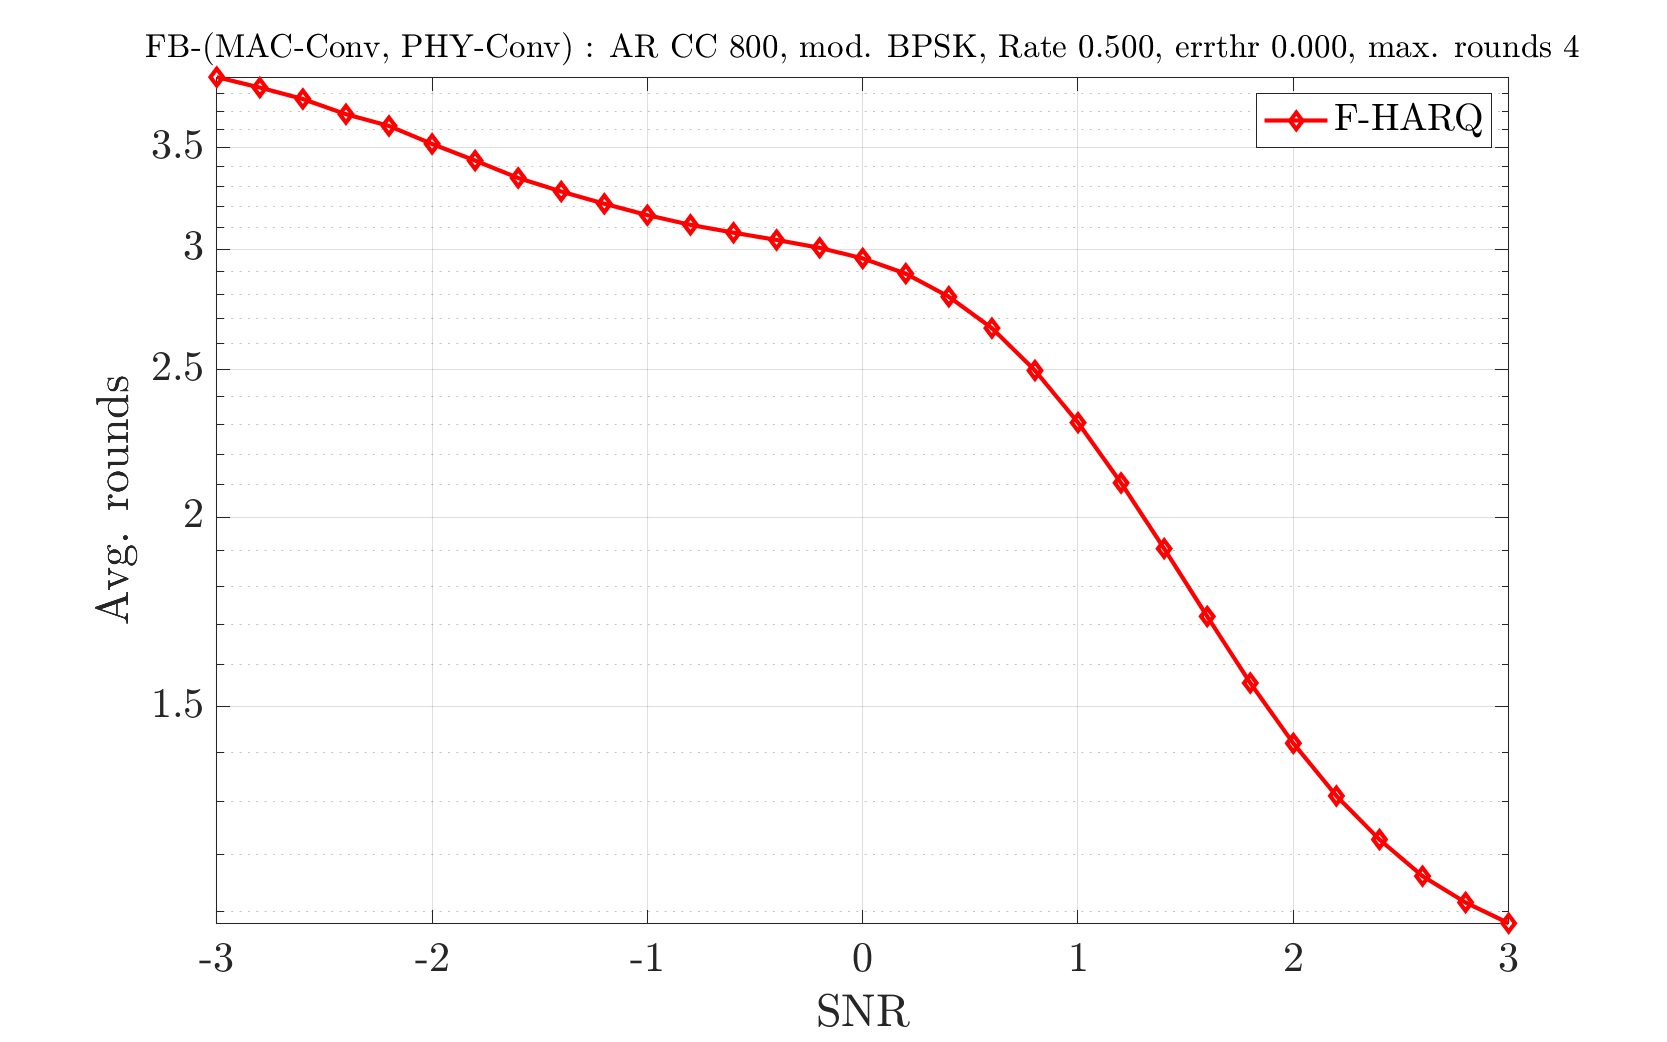 FB-(MAC-Conv, PHY-Conv) : AR CC 800, mod. BPSK, Rate 0.500, errthr 0.000, max. rounds 4
F-HARQ
3.5
3
2.5
2
1.5
Avg. rounds
-3 -2 -1 0 1 2 3
SNR